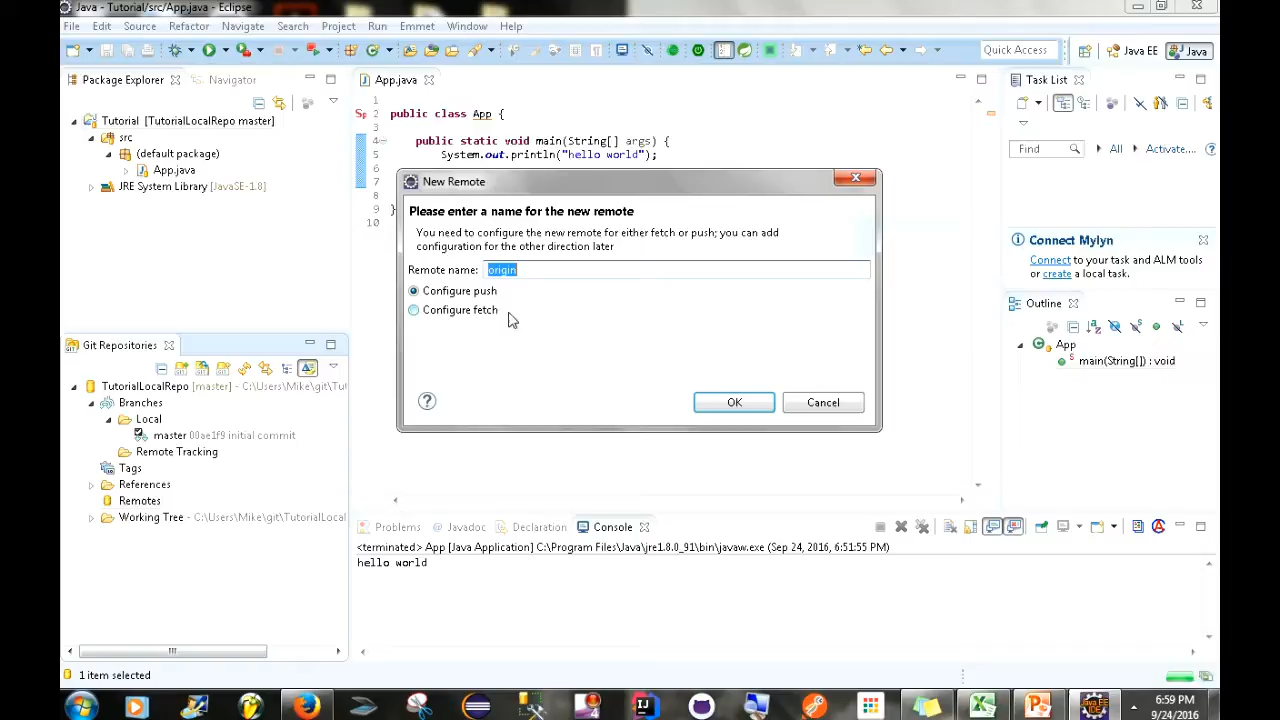 Java - Tutorial/src/App.java - Eclipse
File Edit Source Refactor Navigate Search Project Run Emmet Window Help
Quick Access Java EE Java
Package Explorer Navigator
App.java
Task List
Tutorial [TutorialLocalRepo master]
src
(default package)
App.java
JRE System Library [JavaSE-1.8]
1
public class App {
3
4 public static void main(String[] args) {
5 System.out.println("hello world");
6
7
8
9 }
10
Find All Activate...
Connect Mylyn
Connect to your task and ALM tools
or create a local task.
Outline
App
main(String[]) : void
New Remote
Please enter a name for the new remote
You need to configure the new remote for either fetch or push; you can add
configuration for the other direction later
Remote name: origin
Configure push
Configure fetch
OK Cancel
Git Repositories
TutorialLocalRepo [master] - C:\Users\Mike\git\Tut
Branches
Local
master 00ae1f9 initial commit
Remote Tracking
Tags
References
Remotes
Working Tree - C:\Users\Mike\git\TutorialLocal
Problems Javadoc Declaration Console
<terminated> App [Java Application] C:\Program Files\Java\jre1.8.0_91\bin\javaw.exe (Sep 24, 2016, 6:51:55 PM)
hello world
1 item selected
6:59 PM
9/24/2016